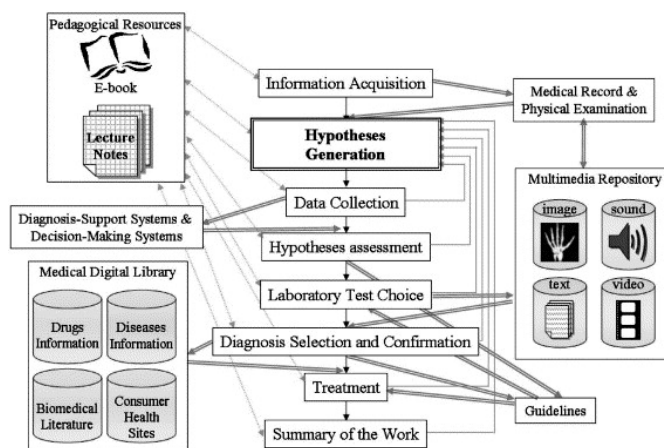 Pedagogical Resources
E-book
Lecture
Notes
Information Acquisition
Medical Record &
Physical Examination
Hypotheses
Generation
Data Collection
Diagnosis-Support Systems &
Decision-Making Systems
Hypotheses assessment
Multimedia Repository
image
sound
text
video
Medical Digital Library
Drugs
Information
Diseases
Information
Biomedical
Literature
Consumer
Health
Sites
Laboratory Test Choice
Diagnosis Selection and Confirmation
Treatment
Guidelines
Summary of the Work